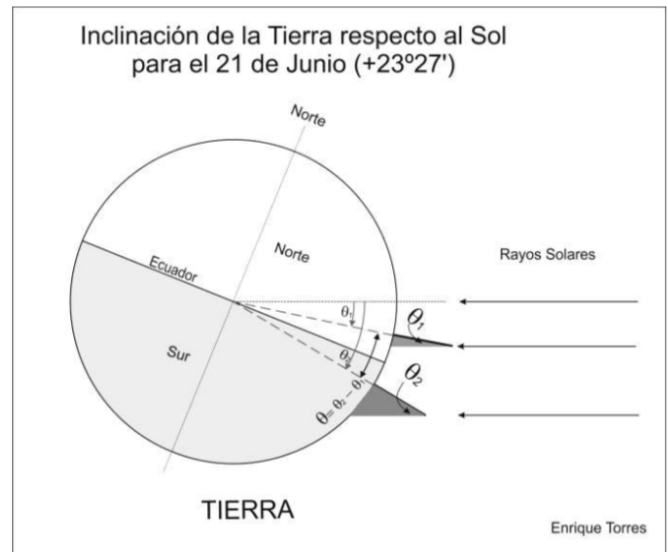 Inclinación de la Tierra respecto al Sol
para el 21 de Junio (+23º27')
Norte
Norte
Ecuador
Rayos Solares
θ₁
θ₁
Sur
θ₂
θ₂
θ= θ₂ − θ₁
TIERRA
Enrique Torres